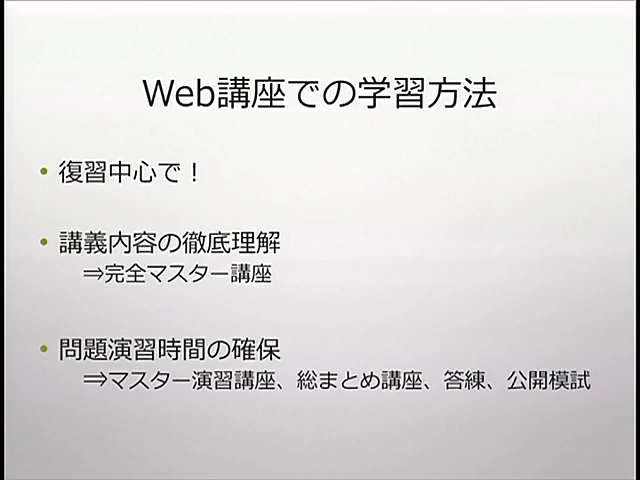 Web講座での学習方法
• 復習中心で！
• 講義内容の徹底理解
⇒完全マスター講座
• 問題演習時間の確保
⇒マスター演習講座、総まとめ講座、答練、公開模試